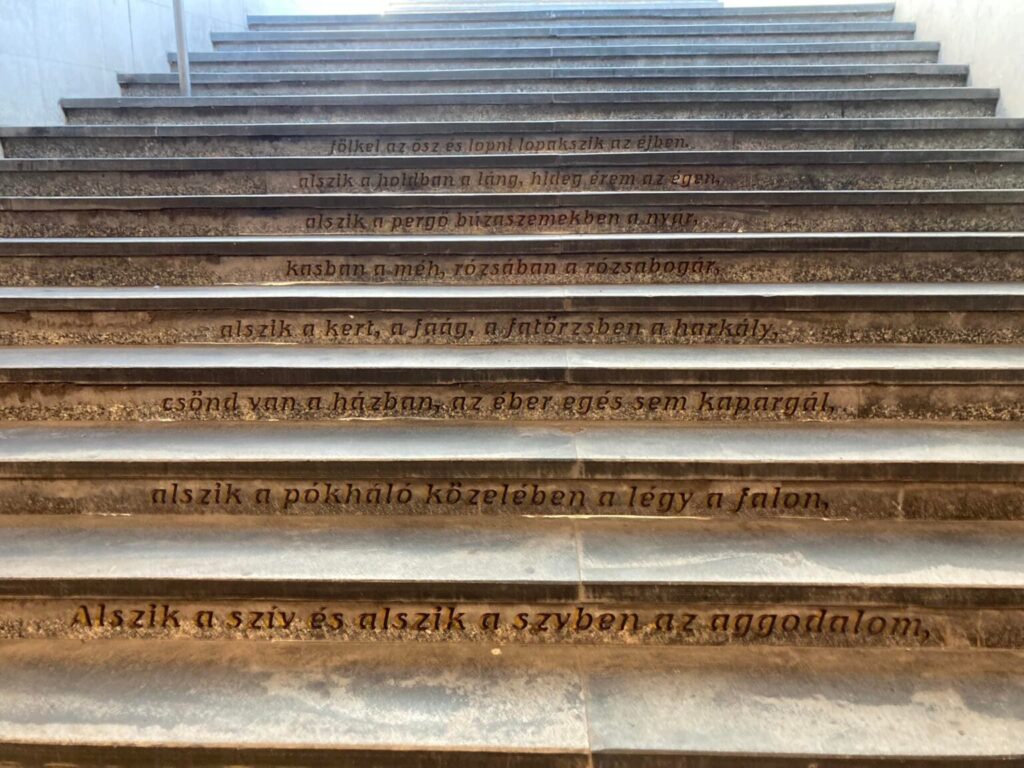 Alszik a szív és alszik a szvben az aggodalom,
alszik a pókháló közelében a légy a falon,
csönd van a házban, az éber egés sem kapargál,
alszik a kert, a faág, a fatörzsben a harkály,
kasban a méh, rózsában a rózsabogár,
alszik a pergő búzaszemekben a nyár,
alszik a holdban a láng, hideg érem az égen,
fölkel az ősz és lopni lopakszik az éjben.